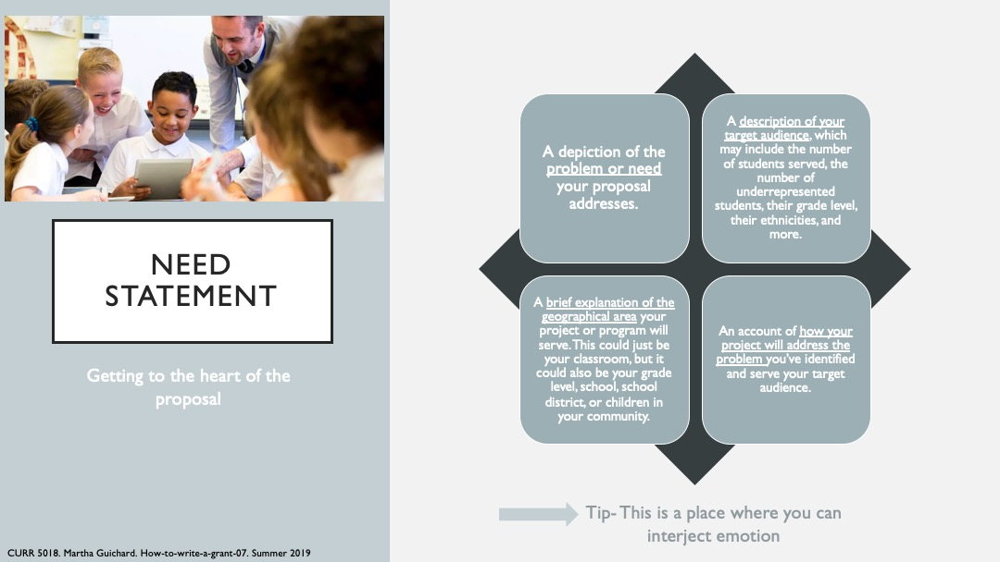 NEED
STATEMENT
Getting to the heart of the
proposal
A depiction of the
problem or need
your proposal
addresses.
A description of your
target audience, which
may include the number
of students served, the
number of
underrepresented
students, their grade level,
their ethnicities, and
more.
A brief explanation of the
geographical area your
project or program will
serve. This could just be
your classroom, but it
could also be your grade
level, school, school
district, or children in
your community.
An account of how your
project will address the
problem you've identified
and serve your target
audience.
Tip- This is a place where you can
interject emotion
CURR 5018. Martha Guichard. How-to-write-a-grant-07. Summer 2019